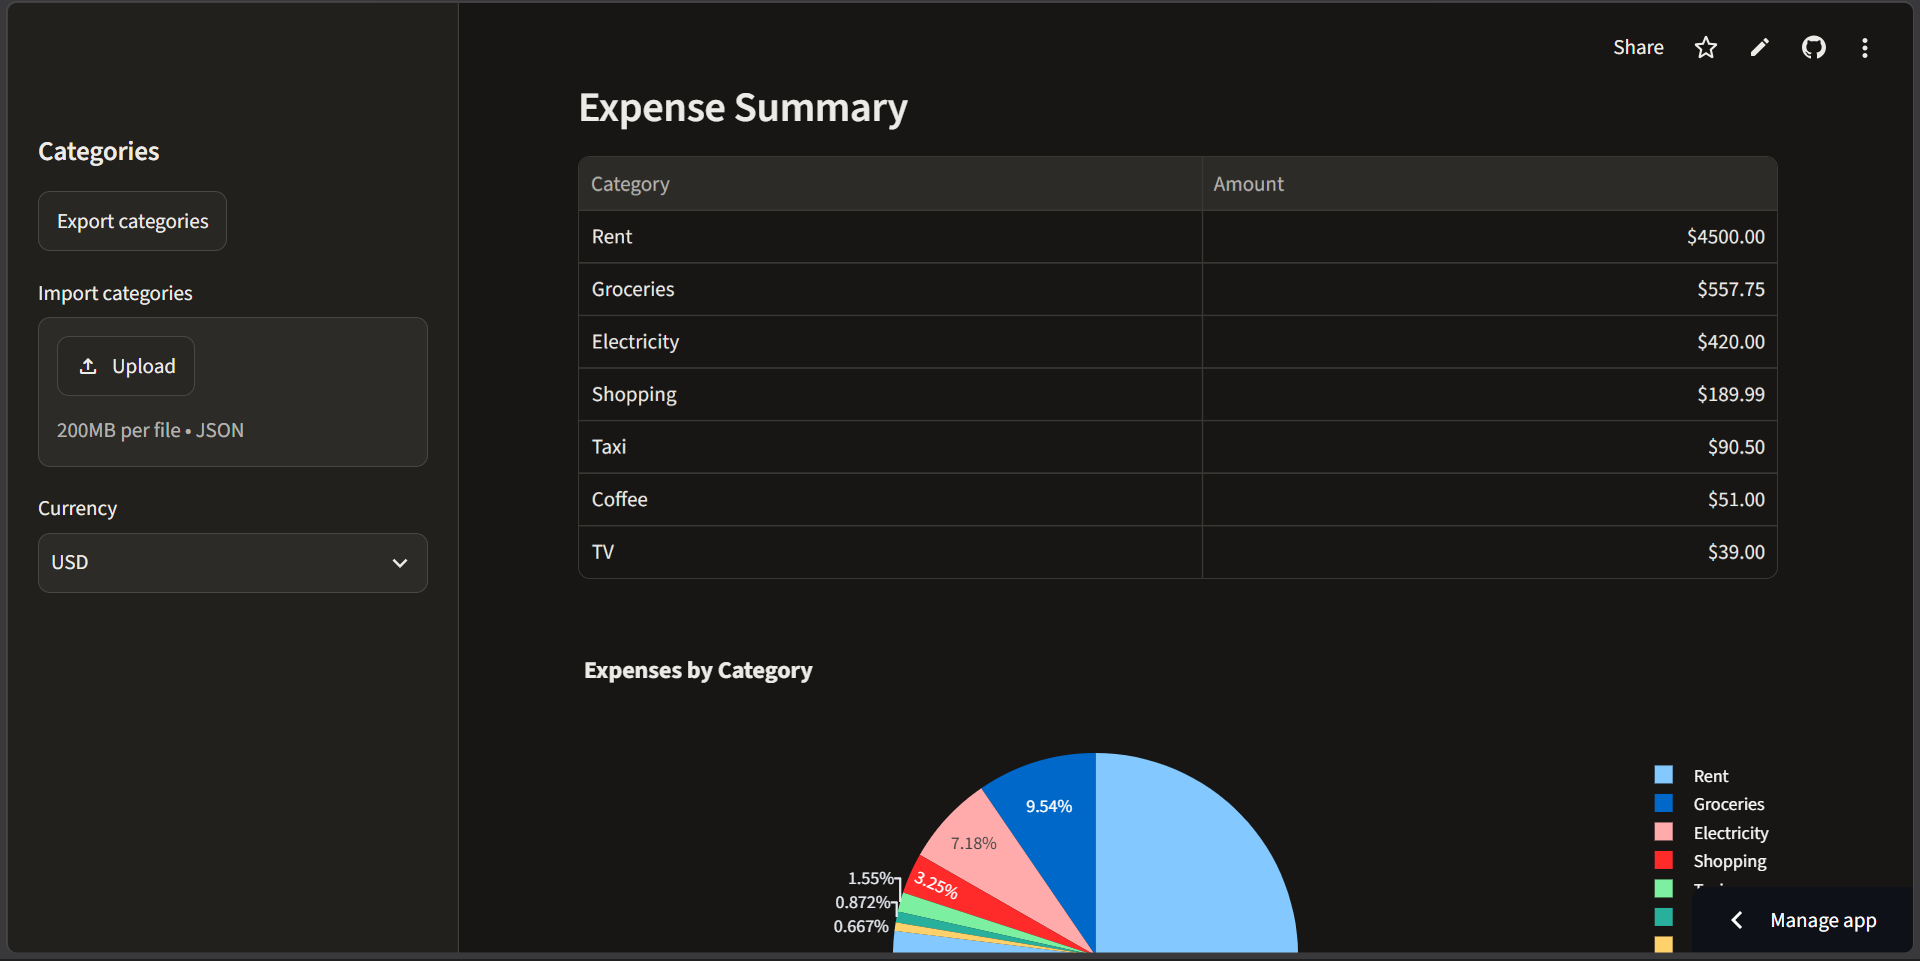 Share
Categories
Export categories
Import categories
Upload
200MB per file • JSON
Currency
USD
Expense Summary
Category Amount
Rent $4500.00
Groceries $557.75
Electricity $420.00
Shopping $189.99
Taxi $90.50
Coffee $51.00
TV $39.00
Expenses by Category
9.54%
7.18%
3.25%
1.55%
0.872%
0.667%
Rent
Groceries
Electricity
Shopping
Manage app